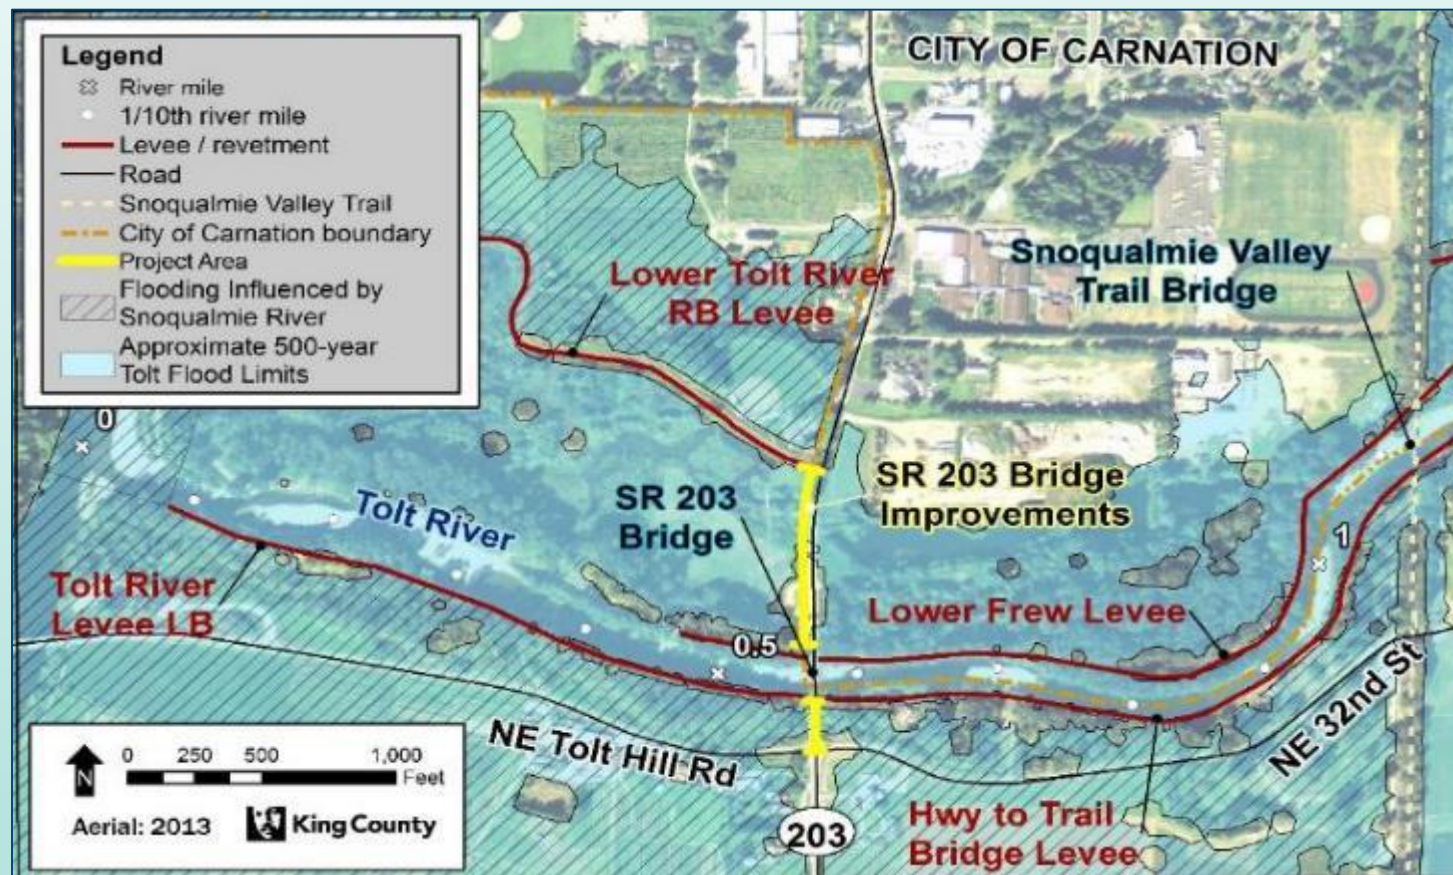 Legend
River mile
1/10th river mile
Levee / revetment
Road
Snoqualmie Valley Trail
City of Carnation boundary
Project Area
Flooding Influenced by
Snoqualmie River
Approximate 500-year
Tolt Flood Limits
CITY OF CARNATION
Snoqualmie Valley
Trail Bridge
Lower Tolt River
RB Levee
0
SR 203 Bridge
Improvements
SR 203
Bridge
Tolt River
1
Tolt River
Levee LB
Lower Frew Levee
0.5
NE 32nd St
NE Tolt Hill Rd
Hwy to Trail
Bridge Levee
203
N
0 250 500 1,000
Feet
Aerial: 2013
King County